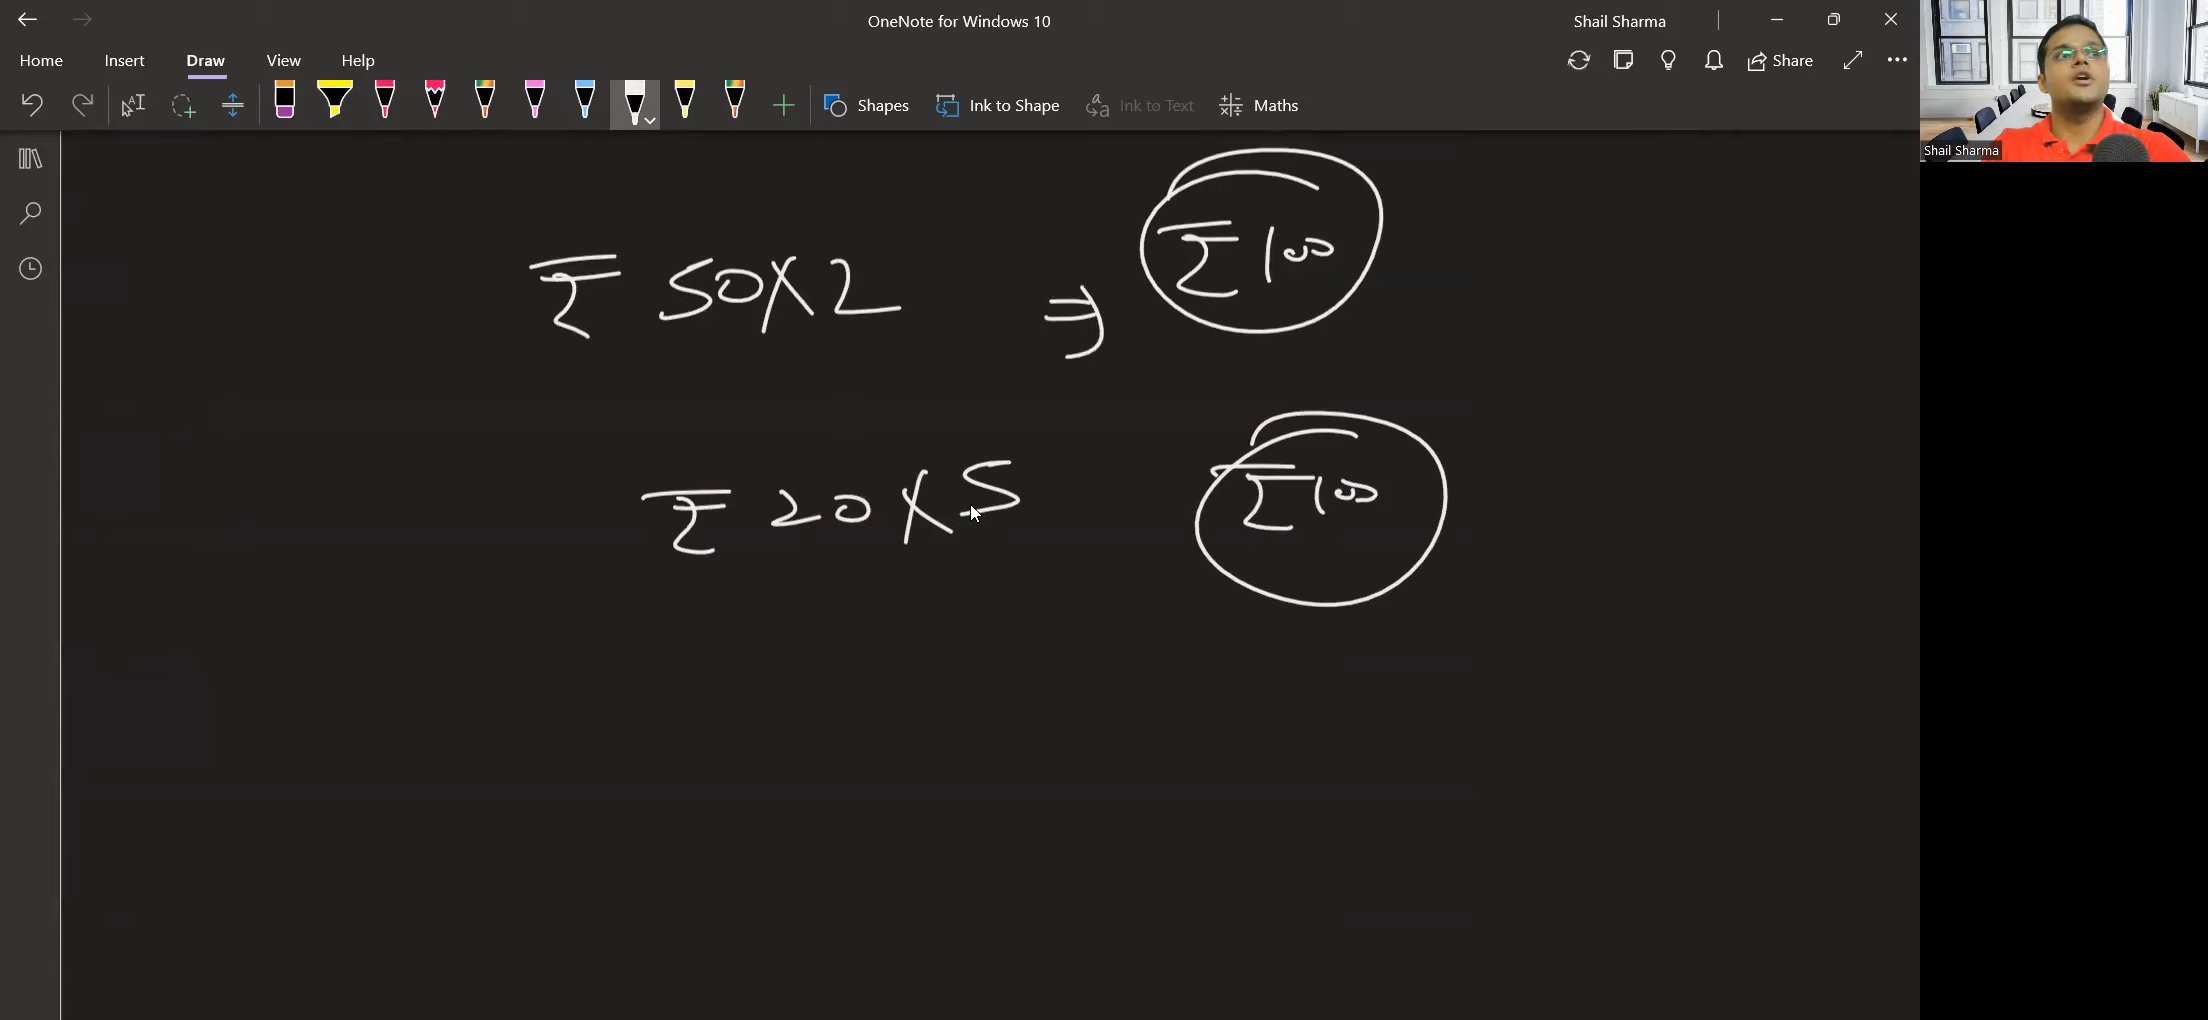 OneNote for Windows 10
Shail Sharma
Home Insert Draw View Help
Share
Shapes Ink to Shape Ink to Text Maths
Shail Sharma
₹ 50 X 2 ⇒ ₹ 100
₹ 20 X 5 ₹ 100